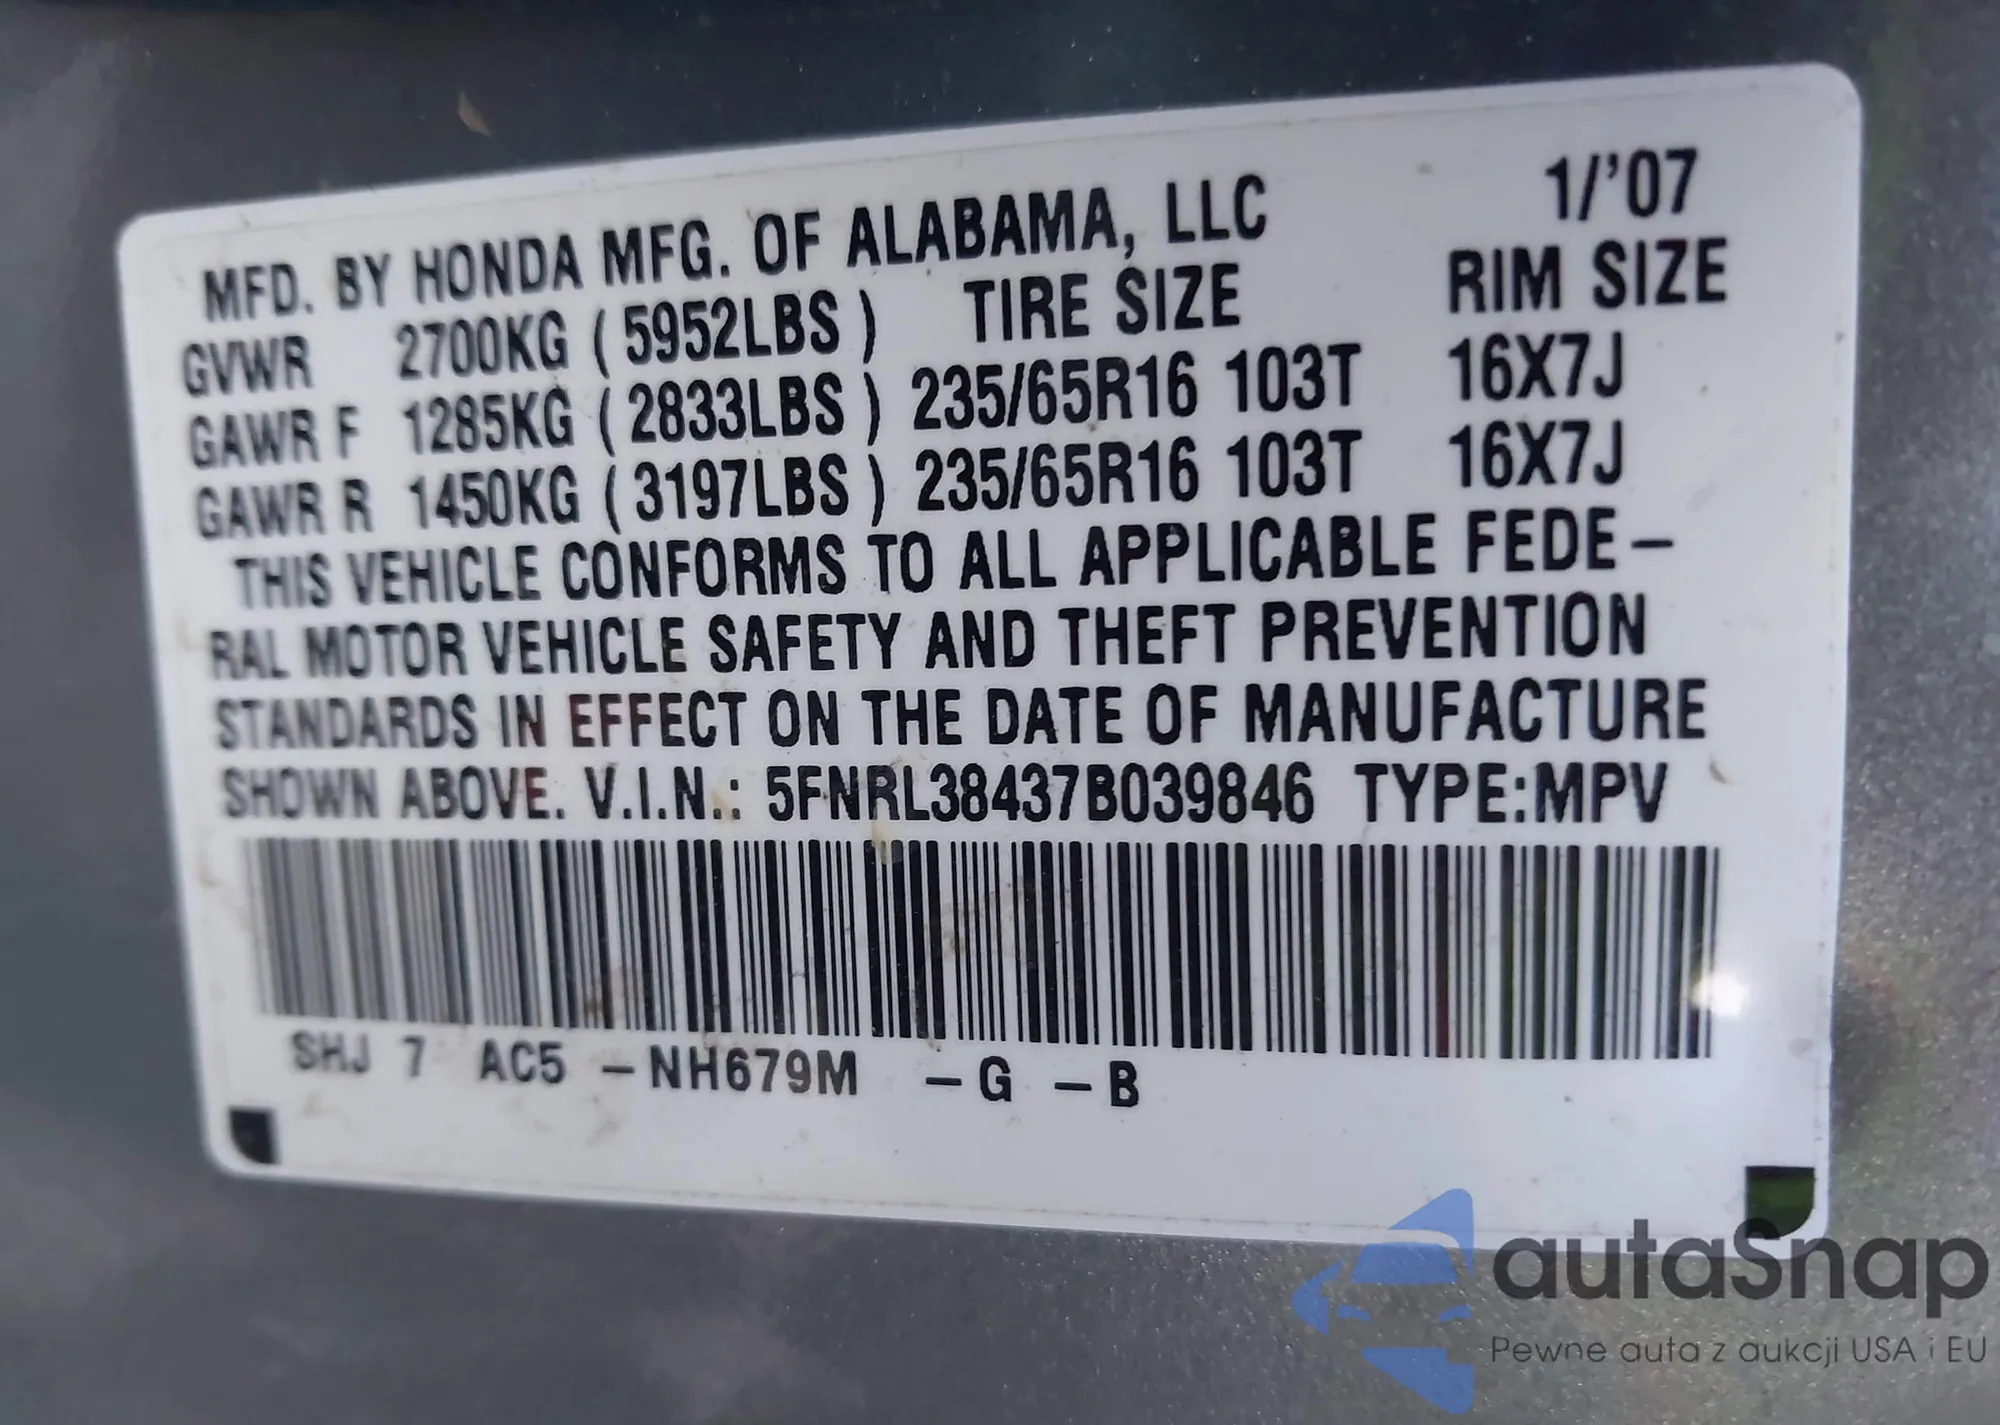 MFD. BY HONDA MFG. OF ALABAMA, LLC 1/'07
GVWR 2700KG ( 5952LBS ) TIRE SIZE RIM SIZE
GAWR F 1285KG ( 2833LBS ) 235/65R16 103T 16X7J
GAWR R 1450KG ( 3197LBS ) 235/65R16 103T 16X7J
THIS VEHICLE CONFORMS TO ALL APPLICABLE FEDE–
RAL MOTOR VEHICLE SAFETY AND THEFT PREVENTION
STANDARDS IN EFFECT ON THE DATE OF MANUFACTURE
SHOWN ABOVE. V.I.N.: 5FNRL38437B039846 TYPE:MPV
SHJ 7 AC5 –NH679M –G –B
autaSnap
Pewne auta z aukcji USA i EU